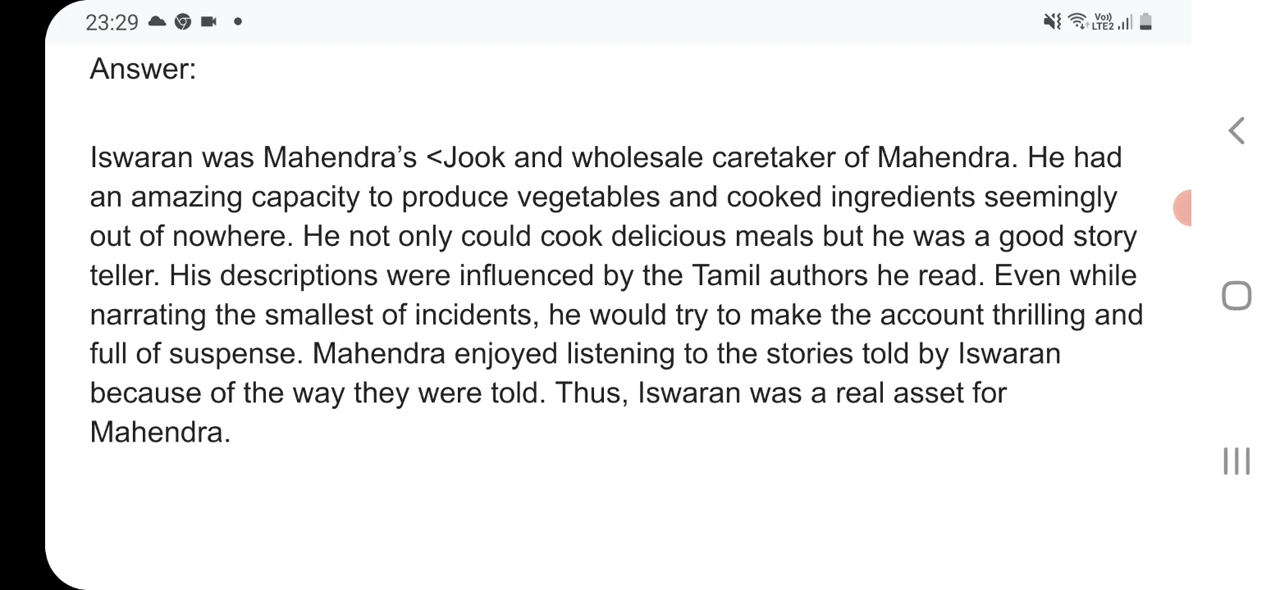 23:29
Vo))
LTE2
Answer:
Iswaran was Mahendra’s <Jook and wholesale caretaker of Mahendra. He had
an amazing capacity to produce vegetables and cooked ingredients seemingly
out of nowhere. He not only could cook delicious meals but he was a good story
teller. His descriptions were influenced by the Tamil authors he read. Even while
narrating the smallest of incidents, he would try to make the account thrilling and
full of suspense. Mahendra enjoyed listening to the stories told by Iswaran
because of the way they were told. Thus, Iswaran was a real asset for
Mahendra.